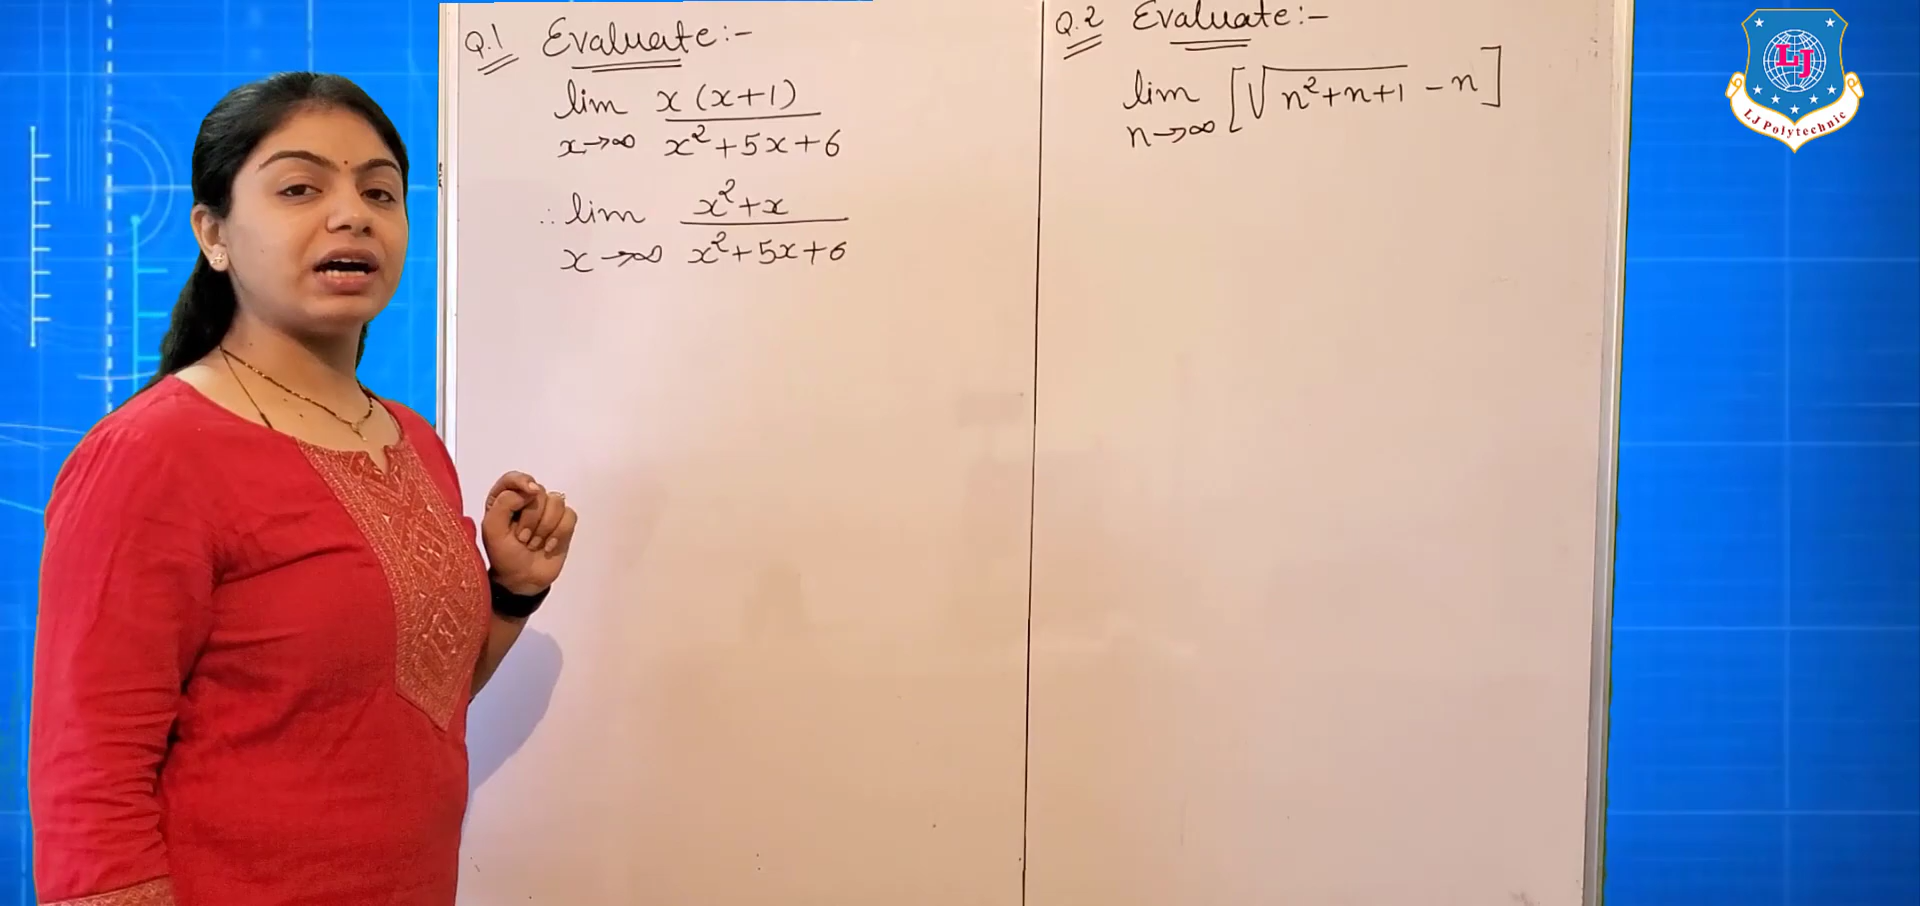 Q.1 Evaluate:-
lim x (x+1)
x→∞ x²+5x+6
∴ lim x²+x
x→∞ x²+5x+6
Q.2 Evaluate:-
lim [√n²+n+1 - n]
n→∞
LJ
LJ Polytechnic